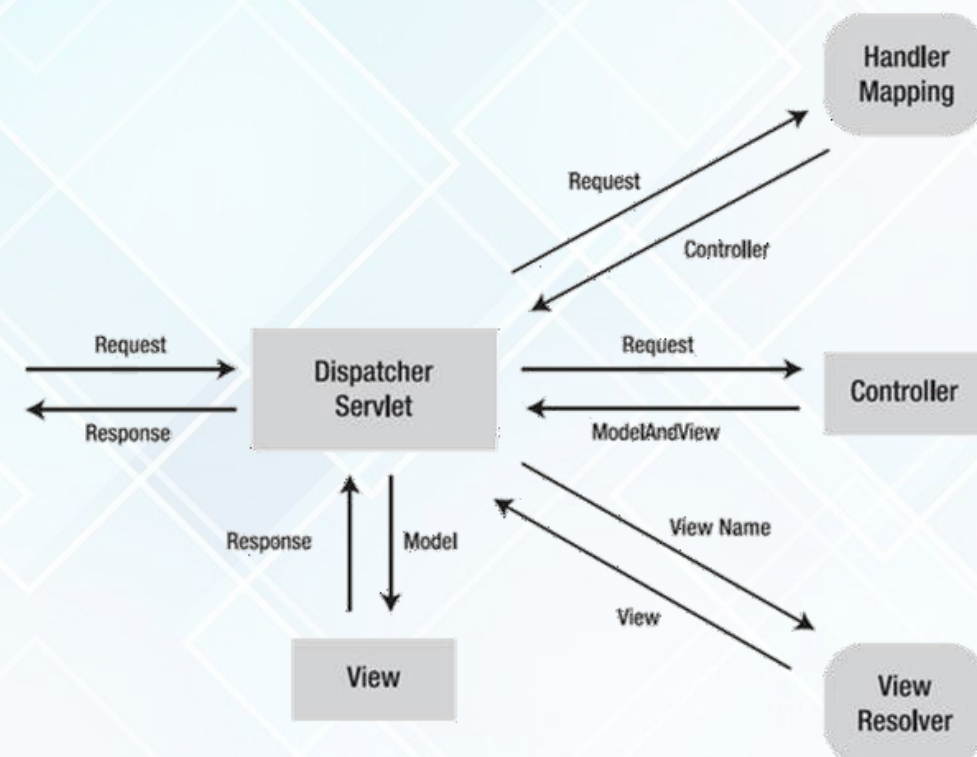 Handler
Mapping
Request
Controller
Request
Response
Dispatcher
Servlet
Request
ModelAndView
Controller
Response
Model
View Name
View
View
View
Resolver